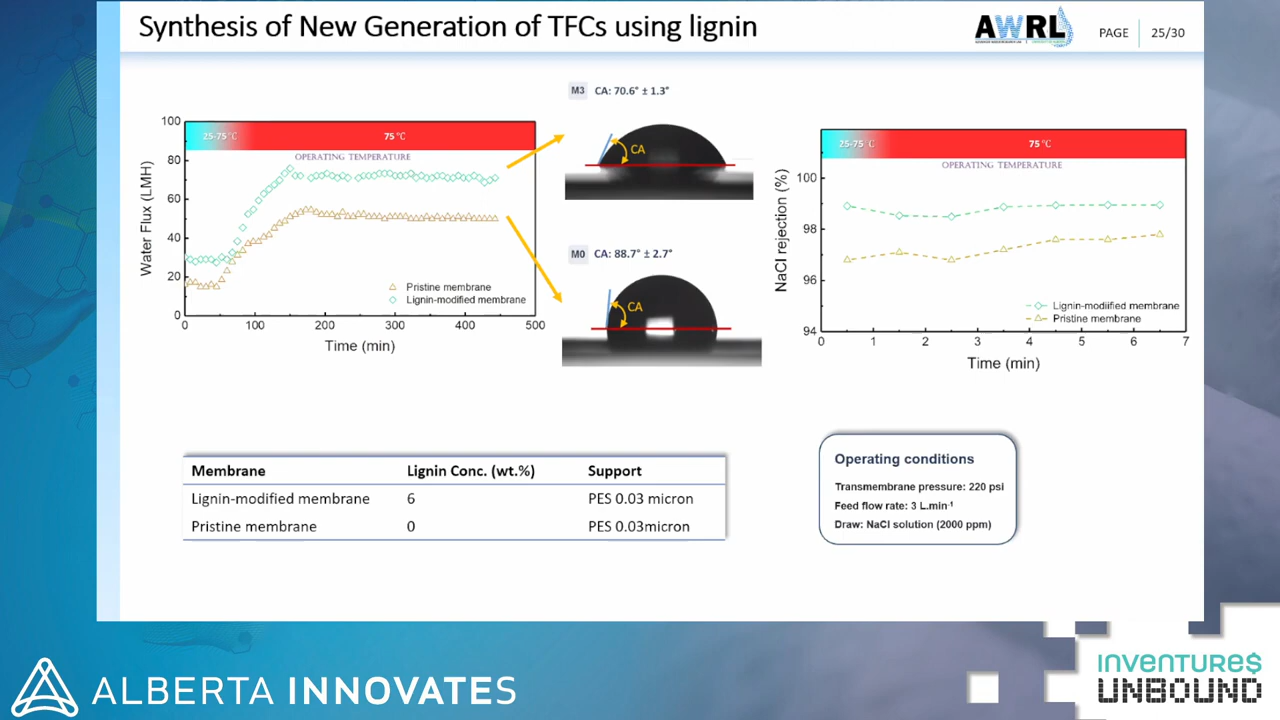 Synthesis of New Generation of TFCs using lignin
AWRL
PAGE
25/30
M3 CA: 70.6° ± 1.3°
100
80
60
40
20
0
Water Flux (LMH)
25-75 °C
75 °C
OPERATING TEMPERATURE
Pristine membrane
Lignin-modified membrane
0 100 200 300 400 500
Time (min)
CA
M0 CA: 88.7° ± 2.7°
CA
NaCl rejection (%)
100
98
96
94
25-75 °C
75 °C
OPERATING TEMPERATURE
Lignin-modiified membrane
Pristine membrane
0 1 2 3 4 5 6 7
Time (min)
Membrane Lignin Conc. (wt.%) Support
Lignin-modified membrane 6 PES 0.03 micron
Pristine membrane 0 PES 0.03micron
Operating conditions
Transmembrane pressure: 220 psi
Feed flow rate: 3 L.min⁻¹
Draw: NaCl solution (2000 ppm)
ALBERTA INNOVATES
INVENTURE$
UNBOUND